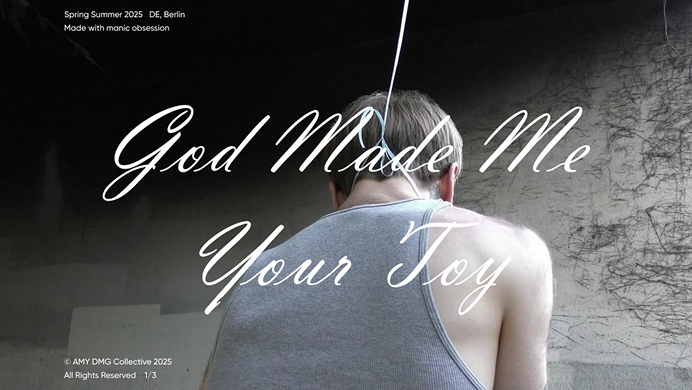 Spring Summer 2025 DE, Berlin
Made with manic obsession
God Made Me
Your Toy
© AMY DMG Collective 2025
All Rights Reserved 1/3